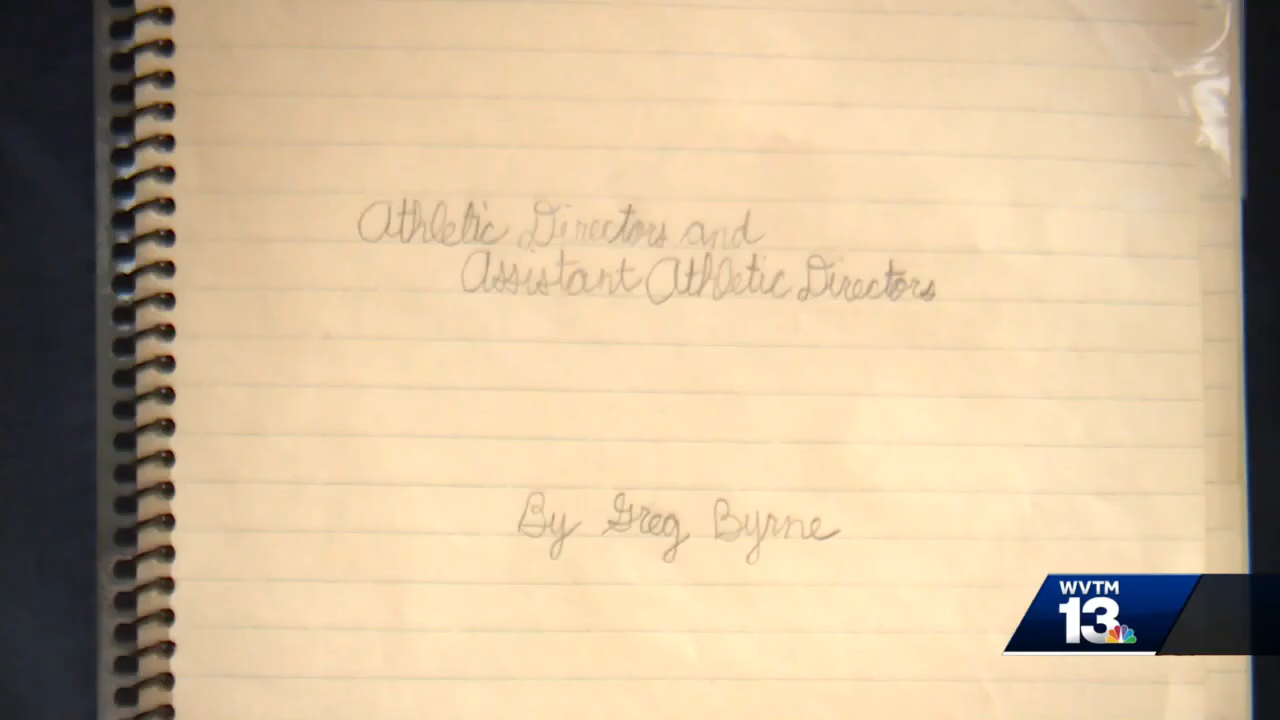 Athletic Directors and
Assistant Athletic Directors
By Greg Byrne
WVTM
13